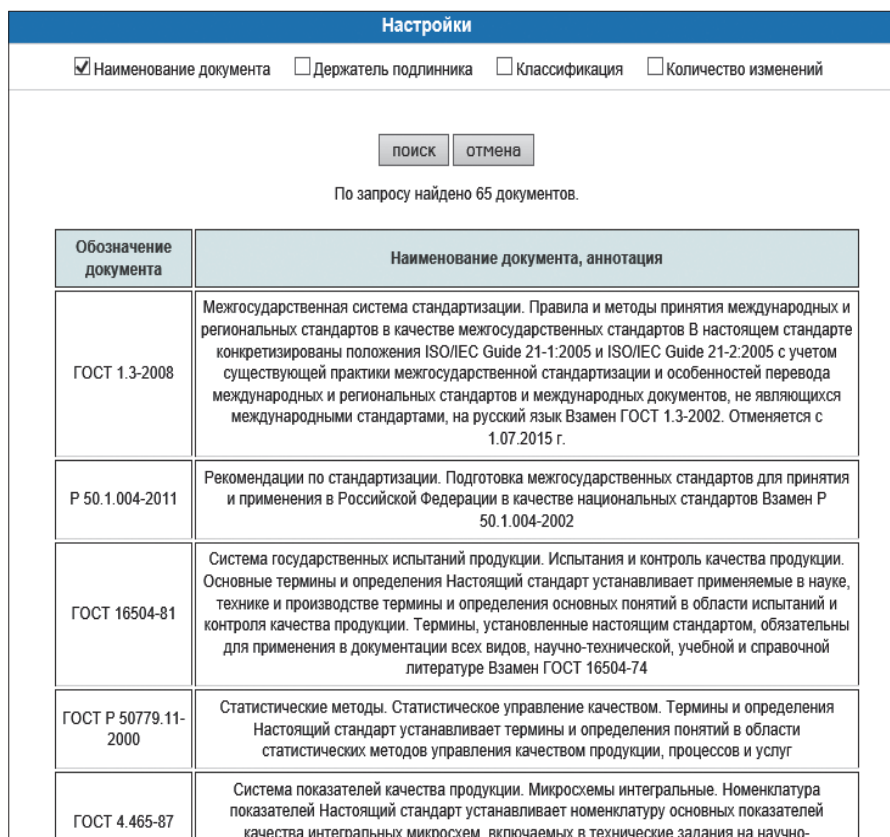 Настройки
Наименование документа Держатель подлинника Классификация Количество изменений
поиск отмена
По запросу найдено 65 документов.
Обозначение
документа
Наименование документа, аннотация
ГОСТ 1.3-2008
Межгосударственная система стандартизации. Правила и методы принятия международных и
региональных стандартов в качестве межгосударственных стандартов В настоящем стандарте
конкретизированы положения ISO/IEC Guide 21-1:2005 и ISO/IEC Guide 21-2:2005 с учетом
существующей практики межгосударственной стандартизации и особенностей перевода
международных и региональных стандартов и международных документов, не являющихся
международными стандартами, на русский язык Взамен ГОСТ 1.3-2002. Отменяется с
1.07.2015 г.
Р 50.1.004-2011
Рекомендации по стандартизации. Подготовка межгосударственных стандартов для принятия
и применения в Российской Федерации в качестве национальных стандартов Взамен Р
50.1.004-2002
ГОСТ 16504-81
Система государственных испытаний продукции. Испытания и контроль качества продукции.
Основные термины и определения Настоящий стандарт устанавливает применяемые в науке,
технике и производстве термины и определения основных понятий в области испытаний и
контроля качества продукции. Термины, установленные настоящим стандартом, обязательны
для применения в документации всех видов, научно-технической, учебной и справочной
литературе Взамен ГОСТ 16504-74
ГОСТ Р 50779.11-
2000
Статистические методы. Статистическое управление качеством. Термины и определения
Настоящий стандарт устанавливает термины и определения понятий в области
статистических методов управления качеством продукции, процессов и услуг
ГОСТ 4.465-87
Система показателей качества продукции. Микросхемы интегральные. Номенклатура
показателей Настоящий стандарт устанавливает номенклатуру основных показателей
качества интегральных микросхем, включаемых в технические задания на научно-